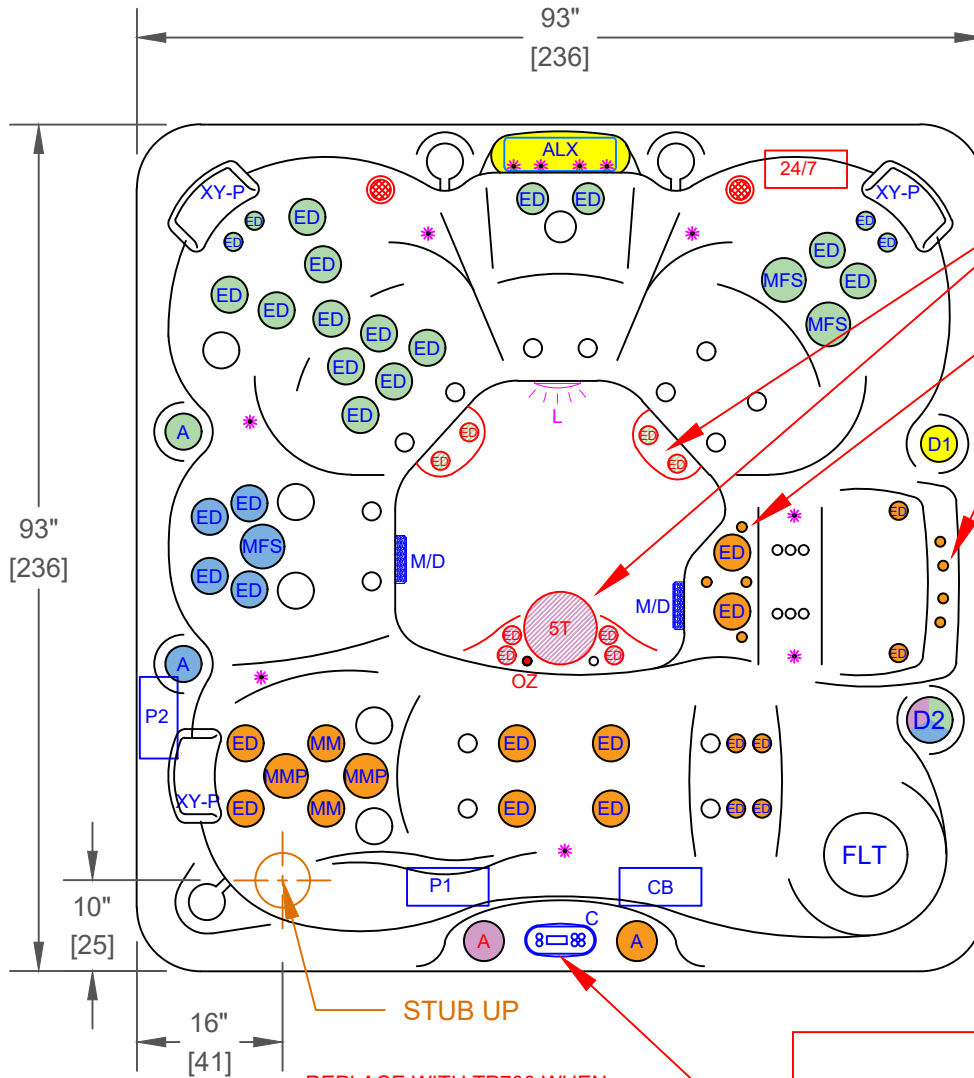 93"
[236]
ALX
24/7
XY-P
XY-P
ED ED
ED
ED
ED
ED
ED
ED
ED
MFS
ED
MFS
ED
ED
ED
ED
ED
ED
ED
ED
ED
ED
L
A
ED
ED
ED
ED
D1
93"
[236]
ED
ED
MFS
ED
ED
M/D
ED
ED
M/D
5T
ED
ED
ED
ED
OZ
A
P2
D2
ED
MM
ED
ED
ED
ED
MMP
MMP
XY-P
ED
MM
ED
ED
ED
ED
FLT
P1
CB
10"
[25]
A
C
A
STUB UP
16"
[41]